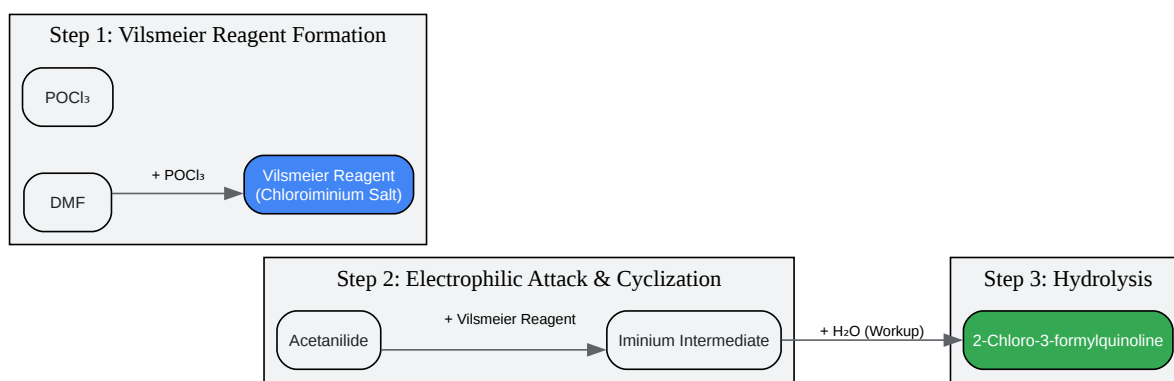 Step 1: Vilsmeier Reagent Formation
POCl₃
DMF
+ POCl₃
Vilsmeier Reagent
(Chloroiminium Salt)
Step 2: Electrophilic Attack & Cyclization
Acetanilide
+ Vilsmeier Reagent
Iminium Intermediate
+ H₂O (Workup)
Step 3: Hydrolysis
2-Chloro-3-formylquinoline